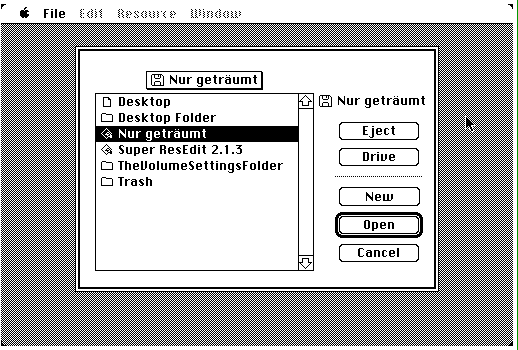 File Edit Resource Window
Nur geträumt
Desktop
Desktop Folder
Nur geträumt
Super ResEdit 2.1.3
TheVolumeSettingsFolder
Trash
Nur geträumt
Eject
Drive
New
Open
Cancel